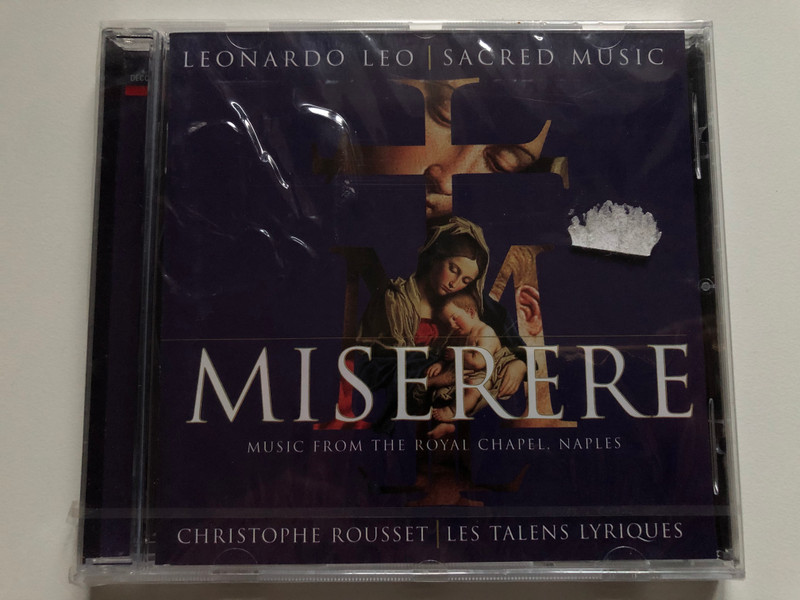 LEONARDO LEO | SACRED MUSIC
MISERERE
MUSIC FROM THE ROYAL CHAPEL, NAPLES
CHRISTOPHE ROUSSET | LES TALENS LYRIQUES